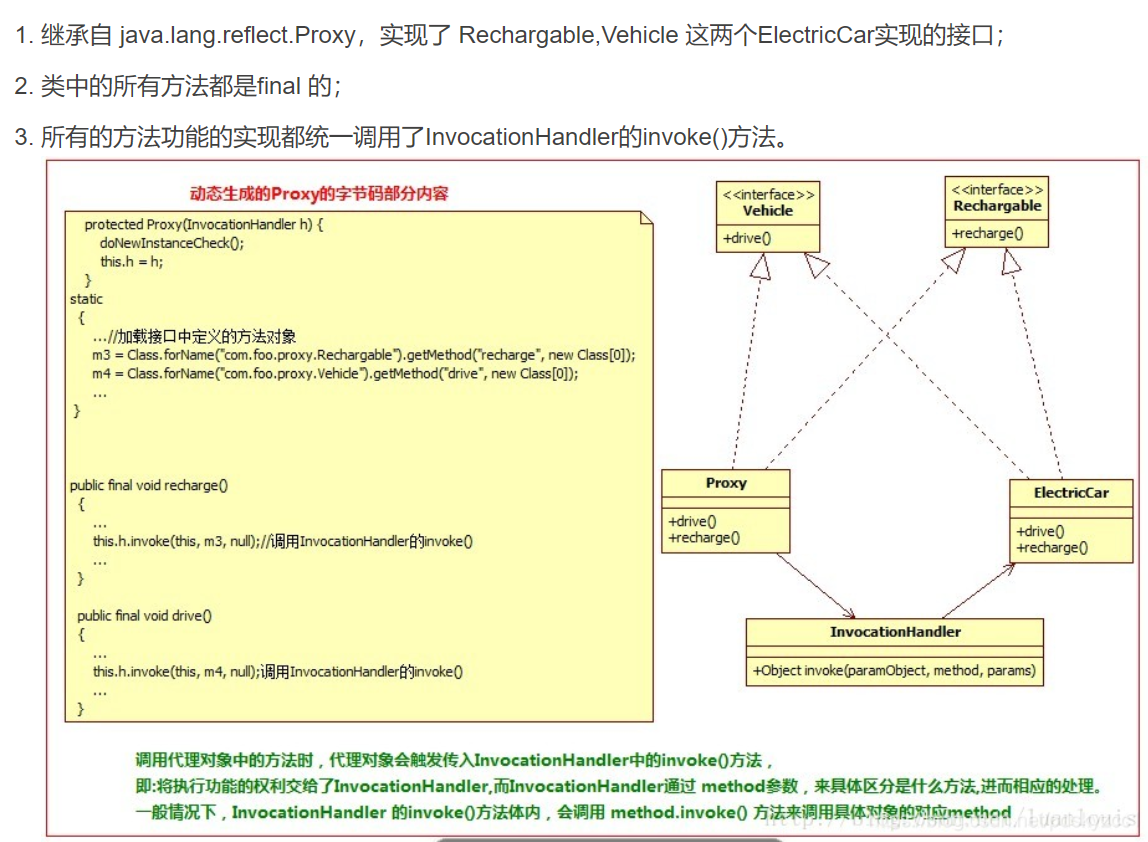 1. 继承自 java.lang.reflect.Proxy，实现了 Rechargable,Vehicle 这两个ElectricCar实现的接口；
2. 类中的所有方法都是final 的；
3. 所有的方法功能的实现都统一调用了InvocationHandler的invoke()方法。
动态生成的Proxy的字节码部分内容
protected Proxy(InvocationHandler h) {
doNewInstanceCheck();
this.h = h;
}
static
{
...//加载接口中定义的方法对象
m3 = Class.forName("com.foo.proxy.Rechargable").getMethod("recharge", new Class[0]);
m4 = Class.forName("com.foo.proxy.Vehicle").getMethod("drive", new Class[0]);
...
}
public final void recharge()
{
...
this.h.invoke(this, m3, null);//调用InvocationHandler的invoke()
...
}
public final void drive()
{
...
this.h.invoke(this, m4, null);调用InvocationHandler的invoke()
...
}
<<interface>>
Vehicle
+drive()
<<interface>>
Rechargable
+recharge()
Proxy
+drive()
+recharge()
ElectricCar
+drive()
+recharge()
InvocationHandler
+Object invoke(paramObject, method, params)
调用代理对象中的方法时，代理对象会触发传入InvocationHandler中的invoke()方法，
即:将执行功能的权利交给了InvocationHandler,而InvocationHandler通过 method参数，来具体区分是什么方法,进而相应的处理。
一般情况下，InvocationHandler 的invoke()方法体内，会调用 method.invoke() 方法来调用具体对象的对应method